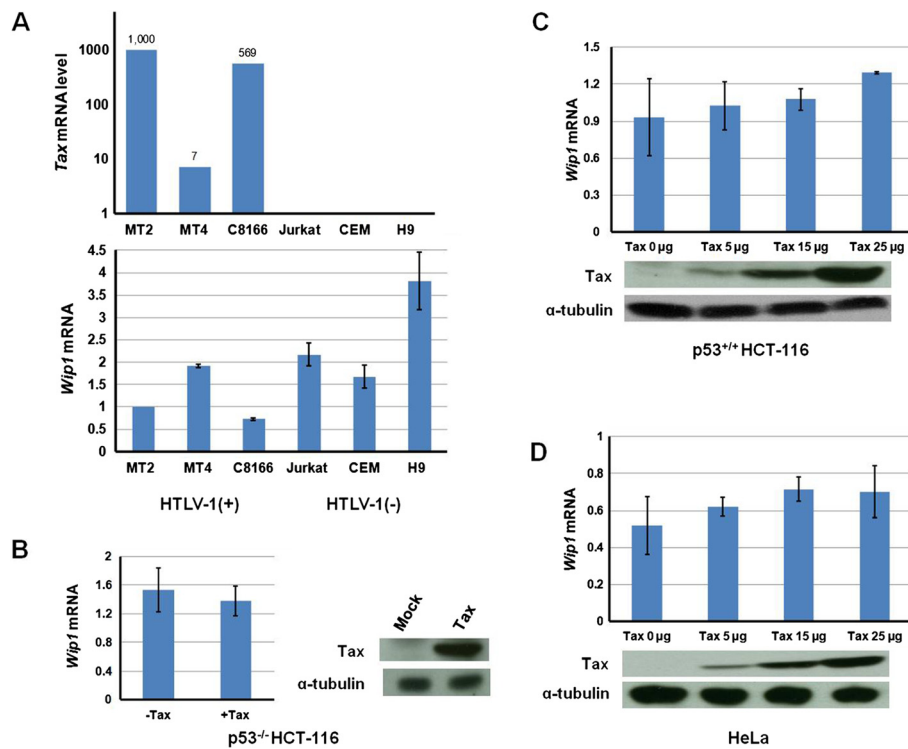 A
Tax mRNA level
1000
100
10
1
1,000
7
569
MT2 MT4 C8166 Jurkat CEM H9
Wip1 mRNA
4.5
4
3.5
3
2.5
2
1.5
1
0.5
0
MT2 MT4 C8166 Jurkat CEM H9
HTLV-1(+) HTLV-1(-)
B
Wip1 mRNA
2
1.6
1.2
0.8
0.4
0
-Tax +Tax
Mock Tax
Tax
α-tubulin
p53-/- HCT-116
C
Wip1 mRNA
1.5
1.2
0.9
0.6
0.3
0
Tax 0 µg Tax 5 µg Tax 15 µg Tax 25 µg
Tax
α-tubulin
p53+/+ HCT-116
D
Wip1 mRNA
1
0.8
0.6
0.4
0.2
0
Tax 0 µg Tax 5 µg Tax 15 µg Tax 25 µg
Tax
α-tubulin
HeLa